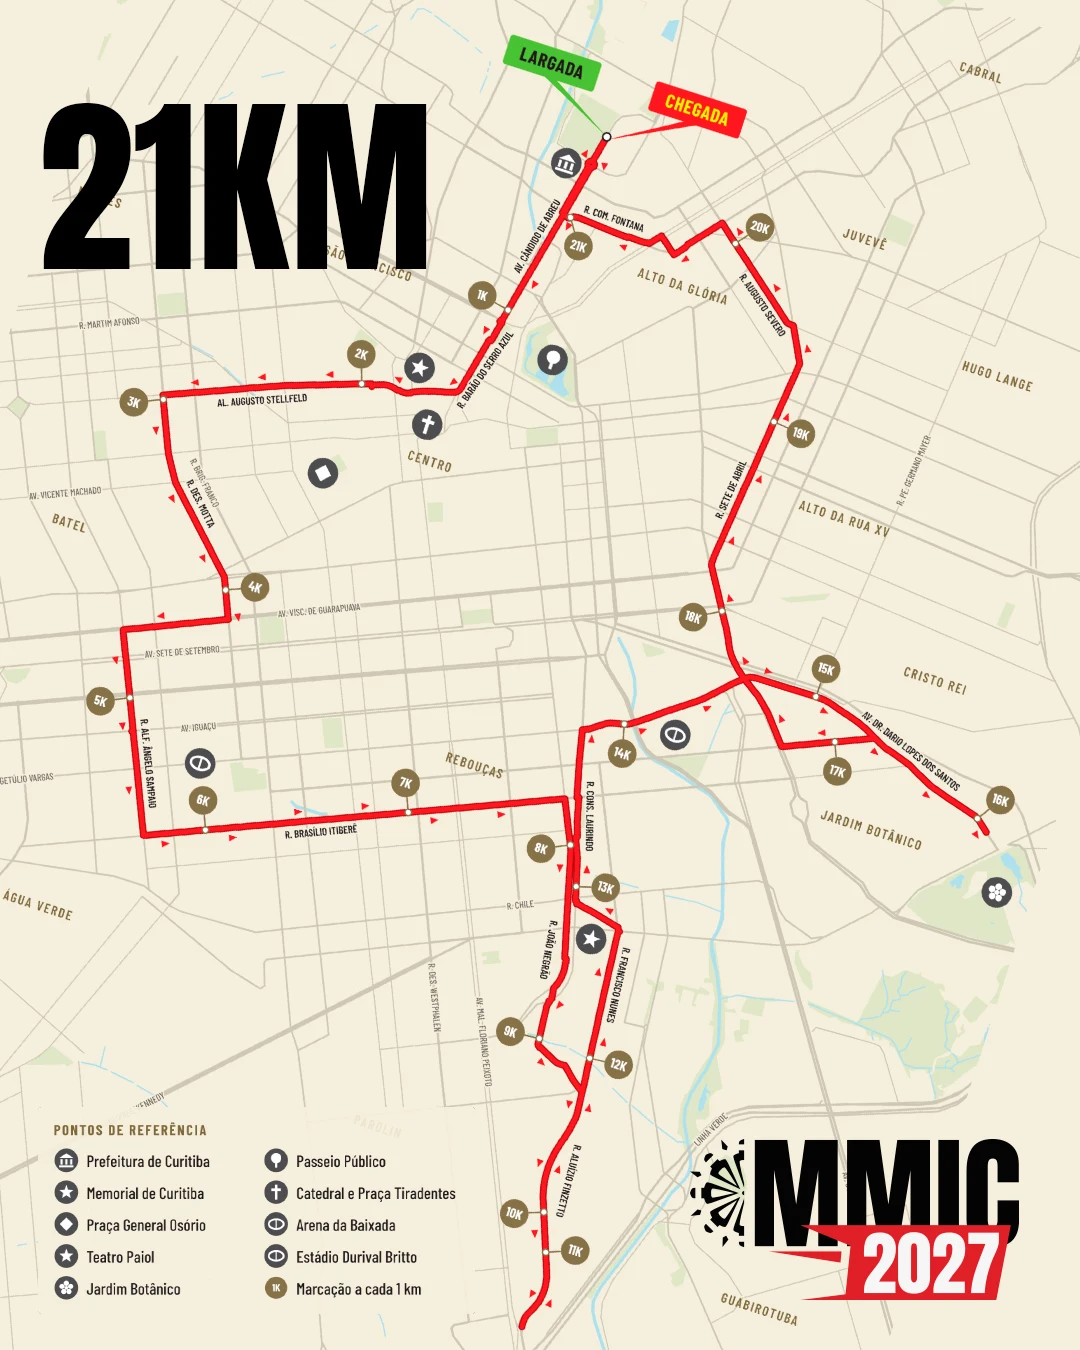 LARGADA
CHEGADA
CABRAL
21KM
SÃO FRANCISCO
R. COM. FONTANA
20K
JUVEVÊ
21K
AV. CÂNDIDO DE ABREU
ALTO DA GLÓRIA
R. AUGUSTO SEVERO
1K
R. MARTIM AFONSO
2K
R. BARÃO DO SERRO AZUL
HUGO LANGE
3K
AL. AUGUSTO STELLFELD
19K
CENTRO
R. PE. GERMANO MAYER
R. BRIG. FRANCO
R. DES. MOTTA
AV. VICENTE MACHADO
BATEL
R. SETE DE ABRIL
ALTO DA RUA XV
4K
AV. VISC. DE GUARAPUAVA
18K
AV. SETE DE SETEMBRO
15K
CRISTO REI
5K
AV. IGUAÇU
R. ALF. ÂNGELO SAMPAIO
AV. DR. DARIO LOPES DOS SANTOS
14K
REBOUÇAS
17K
GETÚLIO VARGAS
7K
6K
16K
R. BRASÍLIO ITIBERÊ
R. CONS. LAURINDO
JARDIM BOTÂNICO
8K
13K
ÁGUA VERDE
R. CHILE
R. JOÃO NEGRÃO
R. FRANCISCO NUNES
R. DES. WESTPHALEN
AV. MAL. FLORIANO PEIXOTO
9K
12K
KENNEDY
PAROLIN
LINHA VERDE
R. ALUÍZIO FINZETTO
10K
11K
GUABIROTUBA
PONTOS DE REFERÊNCIA
Prefeitura de Curitiba
Memorial de Curitiba
Praça General Osório
Teatro Paiol
Jardim Botânico
Passeio Público
Catedral e Praça Tiradentes
Arena da Baixada
Estádio Durival Britto
1K Marcação a cada 1 km
MMIC
2027